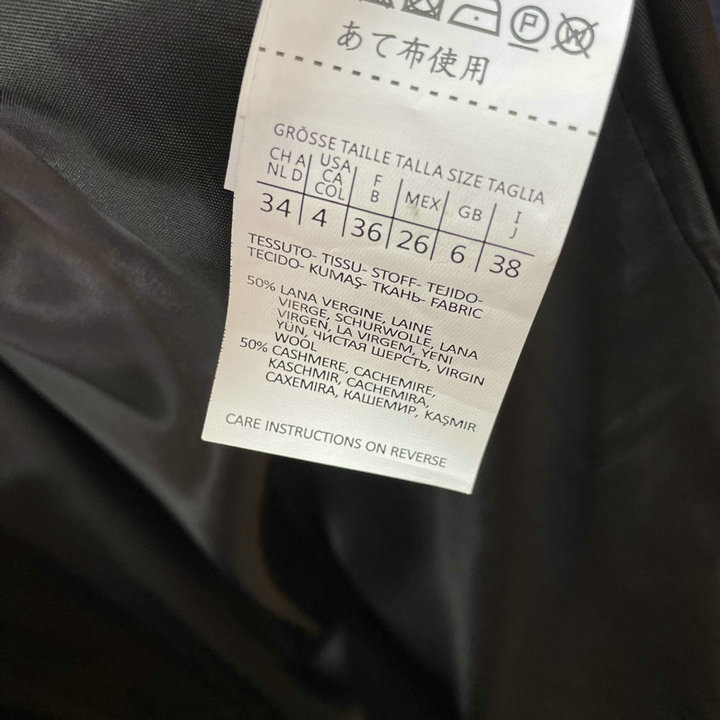 P
W
あて布使用
GRÖSSE TAILLE TALLA SIZE TAGLIA
CH A NL D USA CA COL F B MEX GB I J
34 4 36 26 6 38
TESSUTO- TISSU- STOFF- TEJIDO-
TECIDO- KUMAŞ- ТКАНЬ- FABRIC
50% LANA VERGINE, LAINE
VIERGE, SCHURWOLLE, LANA
VIRGEN, LA VIRGEM, YENI
YÜN, ЧИСТАЯ ШЕРСТЬ, VIRGIN
WOOL
50% CASHMERE, CACHEMIRE,
KASCHMIR, CACHEMIRA,
CAXEMIRA, КАШЕМИР, KAŞMIR
CARE INSTRUCTIONS ON REVERSE